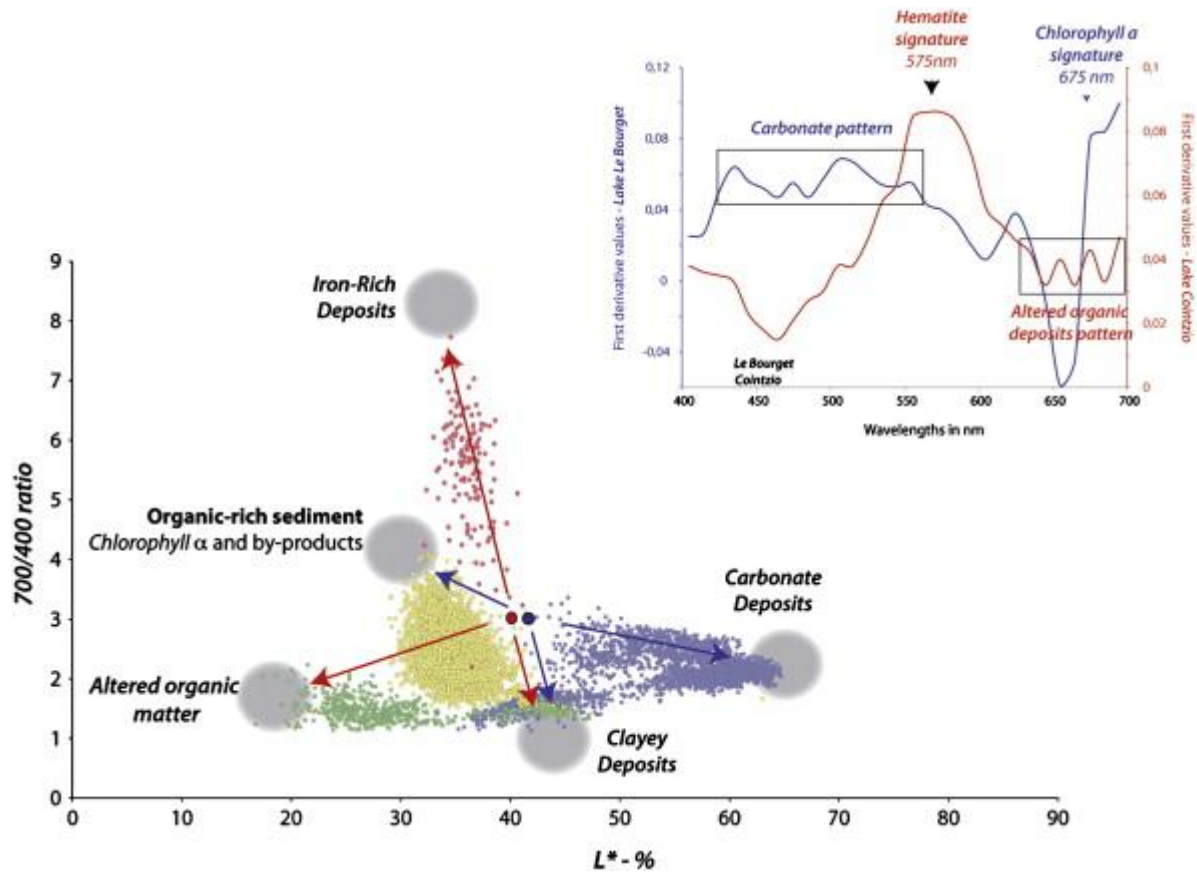 Hematite
signature
575nm
Chlorophyll a
signature
675 nm
0,12
0,08
0,04
0
-0,04
First derivative values - Lake Le Bourget
Carbonate pattern
0,1
0,08
0,06
0,04
0,02
0
First derivative values - Lake Cointzio
Altered organic
deposits pattern
Le Bourget
Cointzio
400 450 500 550 600 650 700
Wavelengths in nm
9
8
7
6
5
4
3
2
1
0
700/400 ratio
Iron-Rich
Deposits
Organic-rich sediment
Chlorophyll α and by-products
Carbonate
Deposits
Altered organic
matter
Clayey
Deposits
0 10 20 30 40 50 60 70 80 90
L* - %